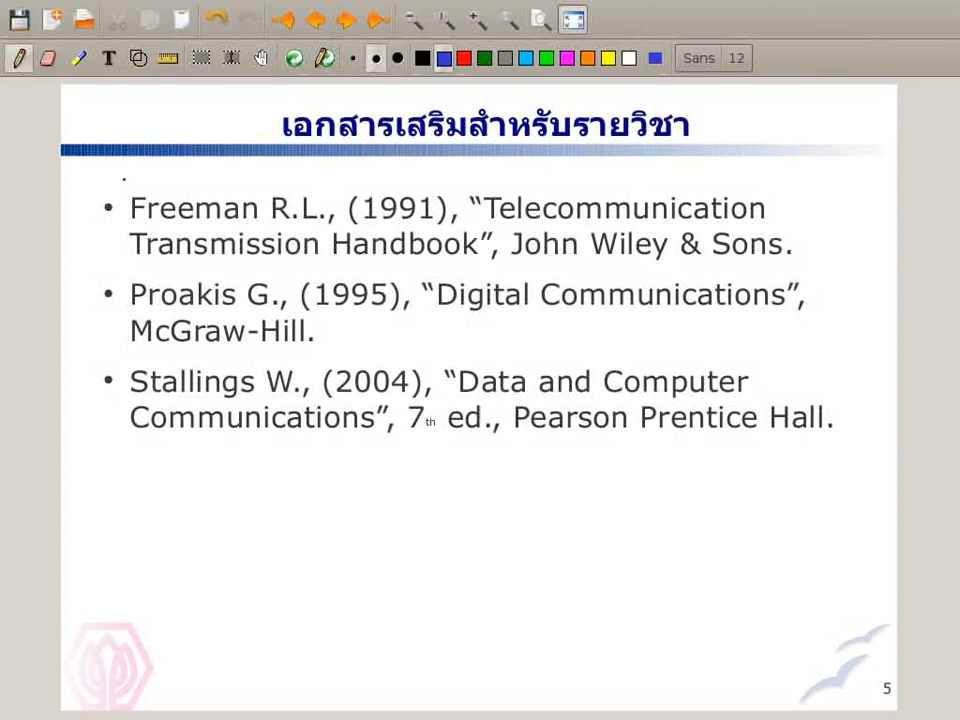 Sans 12
เอกสารเสริมสำหรับรายวิชา
• Freeman R.L., (1991), “Telecommunication
Transmission Handbook”, John Wiley & Sons.
• Proakis G., (1995), “Digital Communications”,
McGraw-Hill.
• Stallings W., (2004), “Data and Computer
Communications”, 7th ed., Pearson Prentice Hall.
5